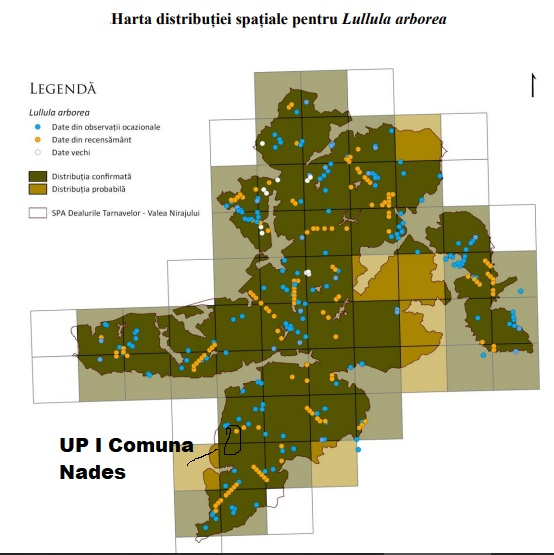 Harta distribuției spațiale pentru Lullula arborea
LEGENDĂ
Lullula arborea
Date din observații ocazionale
Date din recensământ
Date vechi
Distribuția confirmată
Distribuția probabilă
SPA Dealurile Tarnavelor - Valea Nirajului
UP I Comuna
Nades